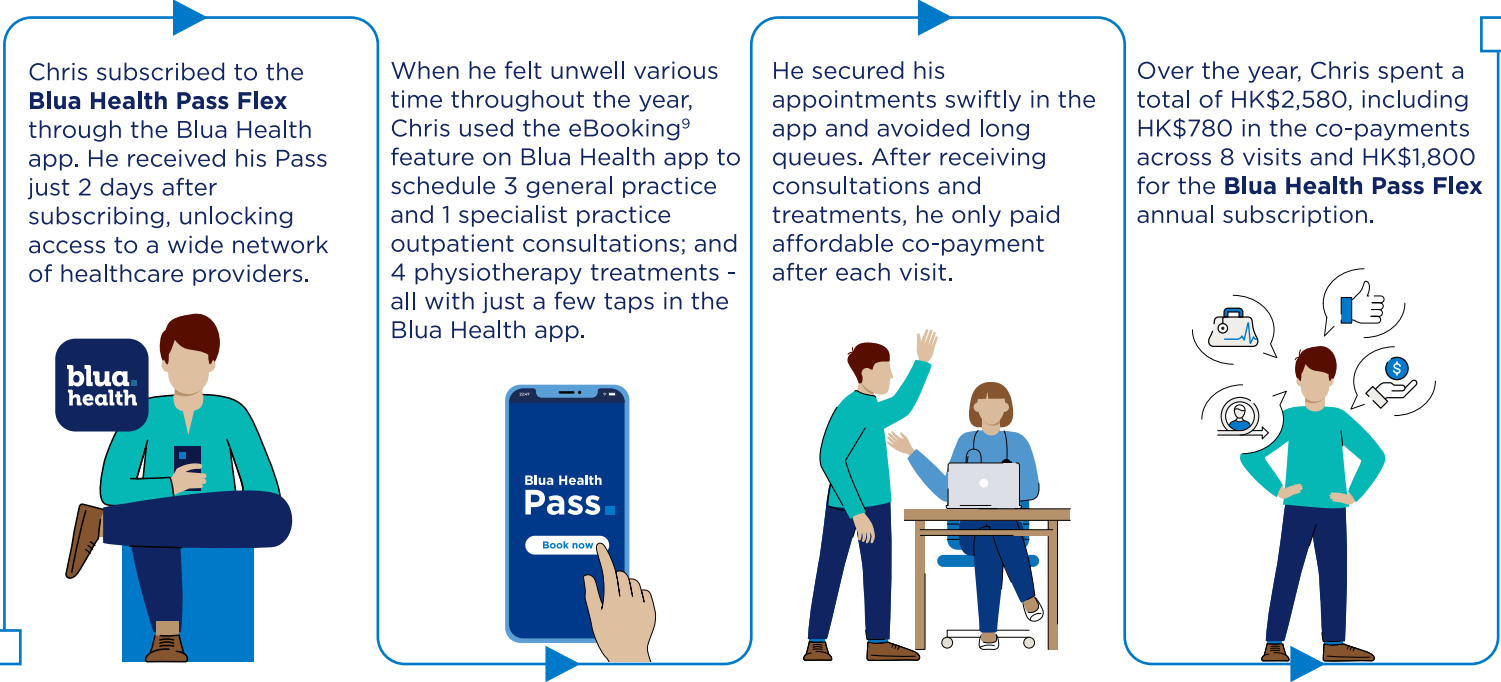 Chris subscribed to the
Blua Health Pass Flex
through the Blua Health
app. He received his Pass
just 2 days after
subscribing, unlocking
access to a wide network
of healthcare providers.
blua
health
When he felt unwell various
time throughout the year,
Chris used the eBooking⁹
feature on Blua Health app to
schedule 3 general practice
and 1 specialist practice
outpatient consultations; and
4 physiotherapy treatments -
all with just a few taps in the
Blua Health app.
22:47
Blua Health
Pass
Book now
He secured his
appointments swiftly in the
app and avoided long
queues. After receiving
consultations and
treatments, he only paid
affordable co-payment
after each visit.
Over the year, Chris spent a
total of HK$2,580, including
HK$780 in the co-payments
across 8 visits and HK$1,800
for the Blua Health Pass Flex
annual subscription.
$